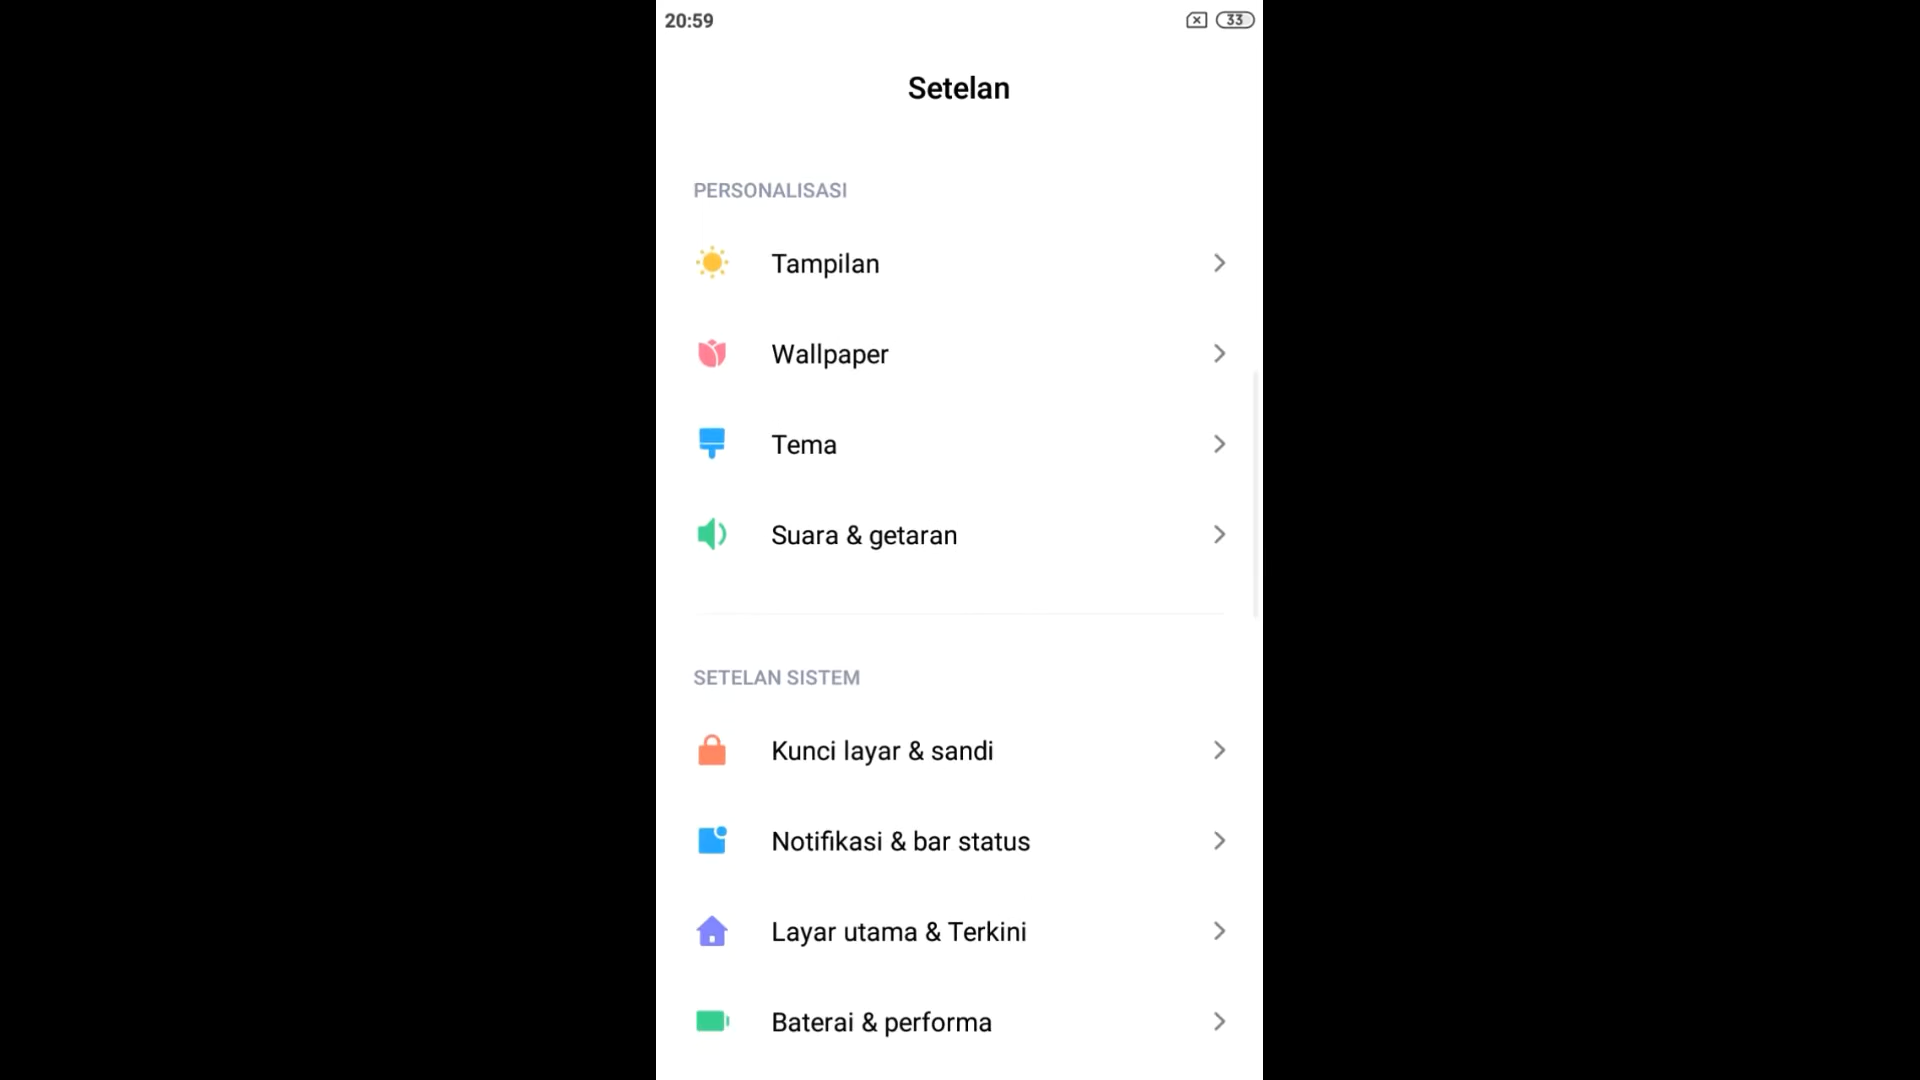 20:59
33
Setelan
PERSONALISASI
Tampilan
Wallpaper
Tema
Suara & getaran
SETELAN SISTEM
Kunci layar & sandi
Notifikasi & bar status
Layar utama & Terkini
Baterai & performa